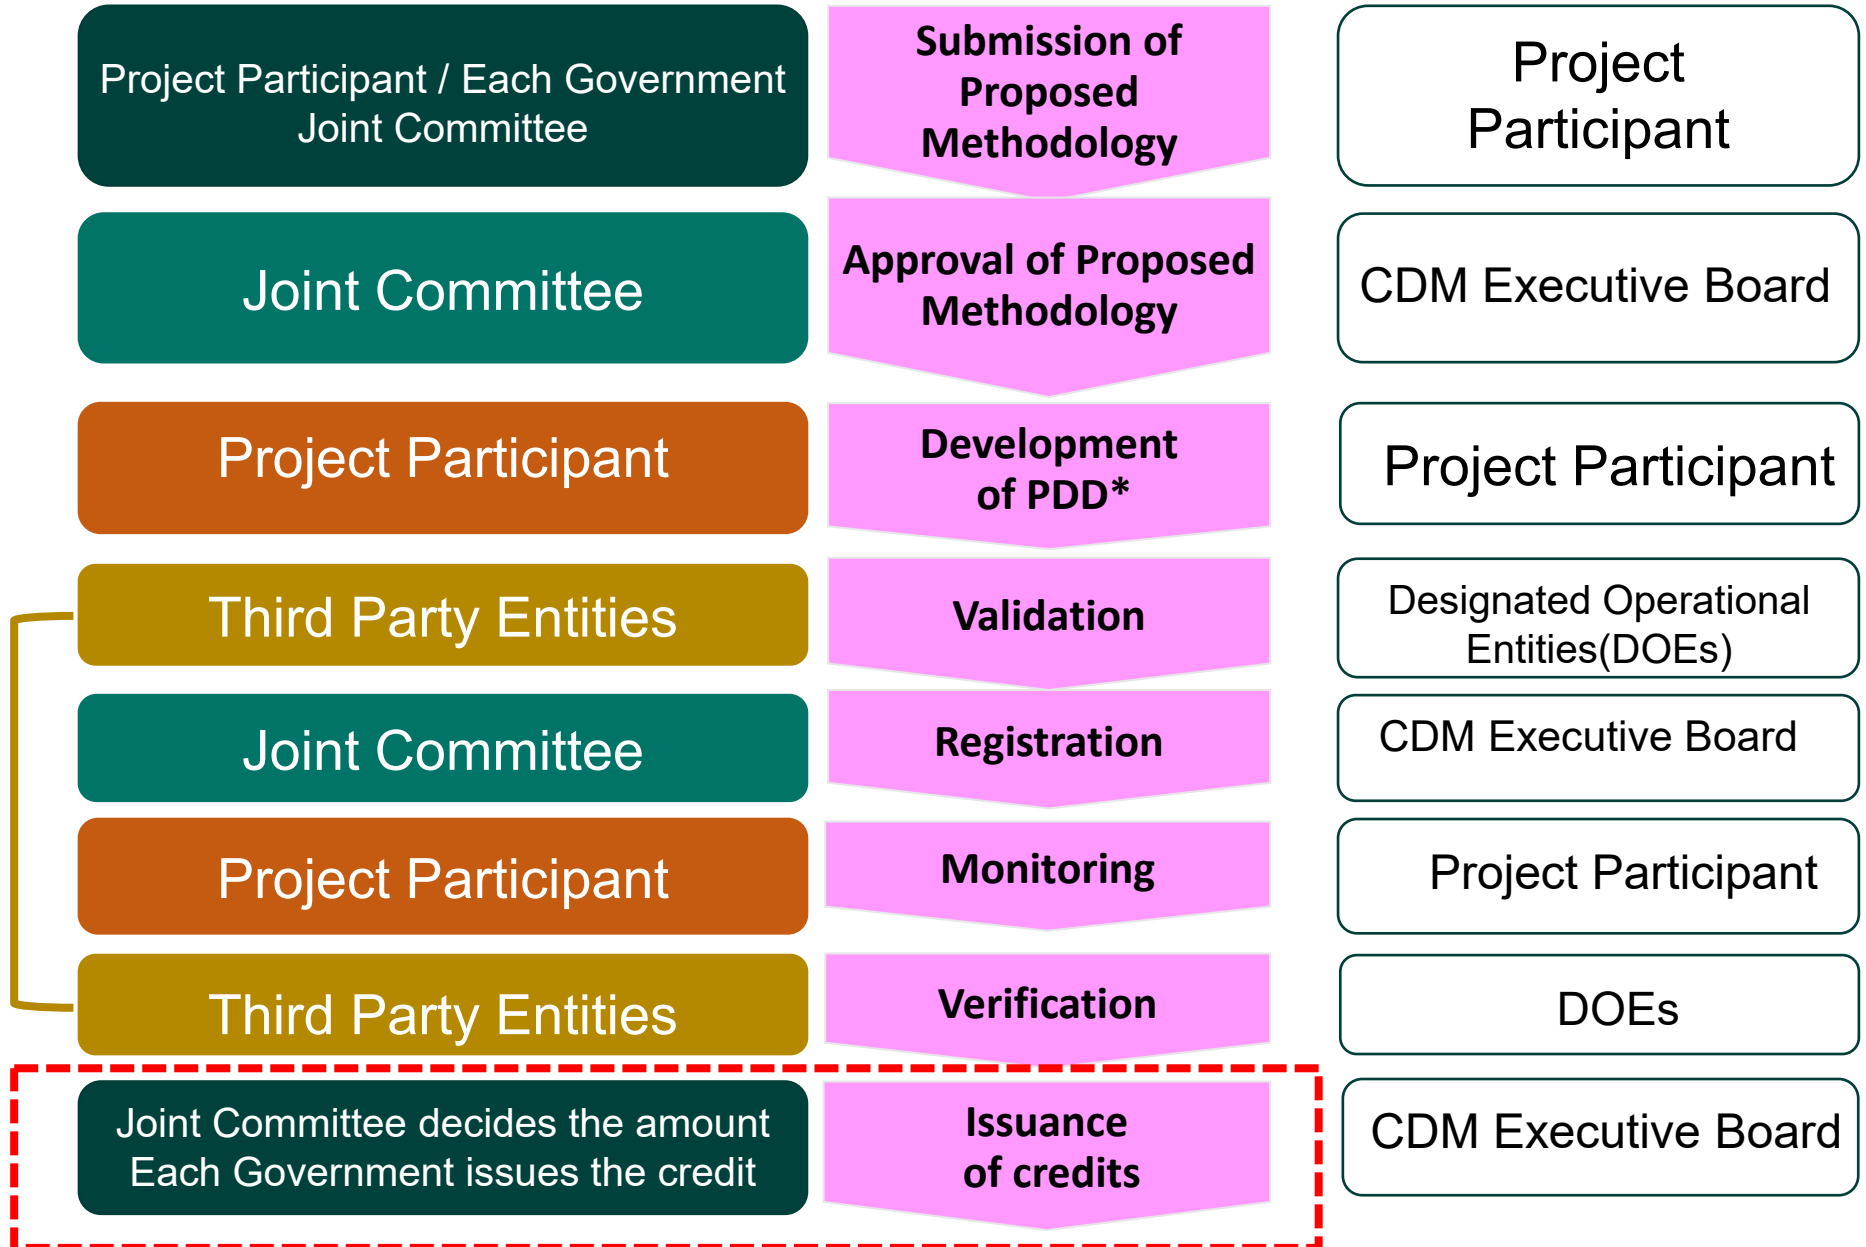 Project Participant / Each Government
Joint Committee
Submission of
Proposed
Methodology
Project
Participant
Joint Committee
Approval of Proposed
Methodology
CDM Executive Board
Project Participant
Development
of PDD*
Project Participant
Third Party Entities
Validation
Designated Operational
Entities(DOEs)
Joint Committee
Registration
CDM Executive Board
Project Participant
Monitoring
Project Participant
Third Party Entities
Verification
DOEs
Joint Committee decides the amount
Each Government issues the credit
Issuance
of credits
CDM Executive Board